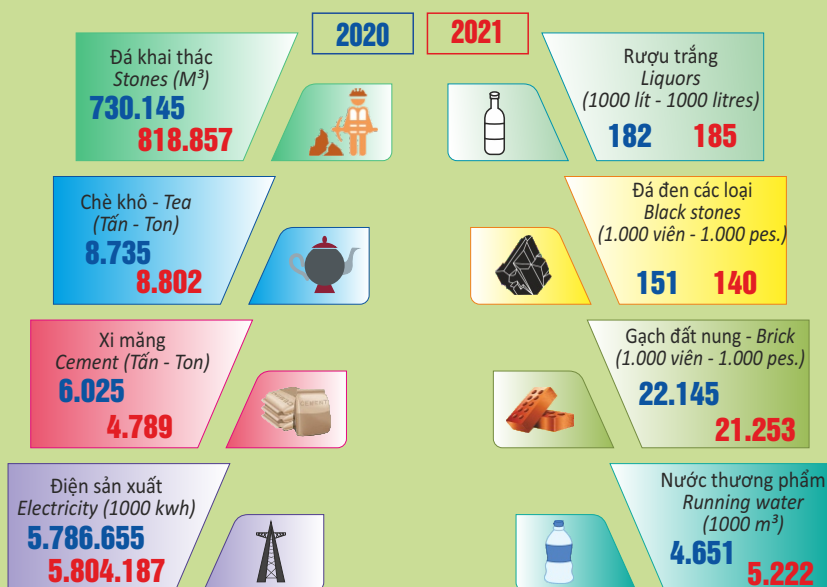 2020
2021
Đá khai thác
Stones (M³)
730.145
818.857
Rượu trắng
Liquors
(1000 lít - 1000 litres)
182 185
Chè khô - Tea
(Tấn - Ton)
8.735
8.802
Đá đen các loại
Black stones
(1.000 viên - 1.000 pes.)
151 140
Xi măng
Cement (Tấn - Ton)
6.025
4.789
CEMENT
Gạch đất nung - Brick
(1.000 viên - 1.000 pes.)
22.145
21.253
Điện sản xuất
Electricity (1000 kwh)
5.786.655
5.804.187
Nước thương phẩm
Running water
(1000 m³)
4.651
5.222